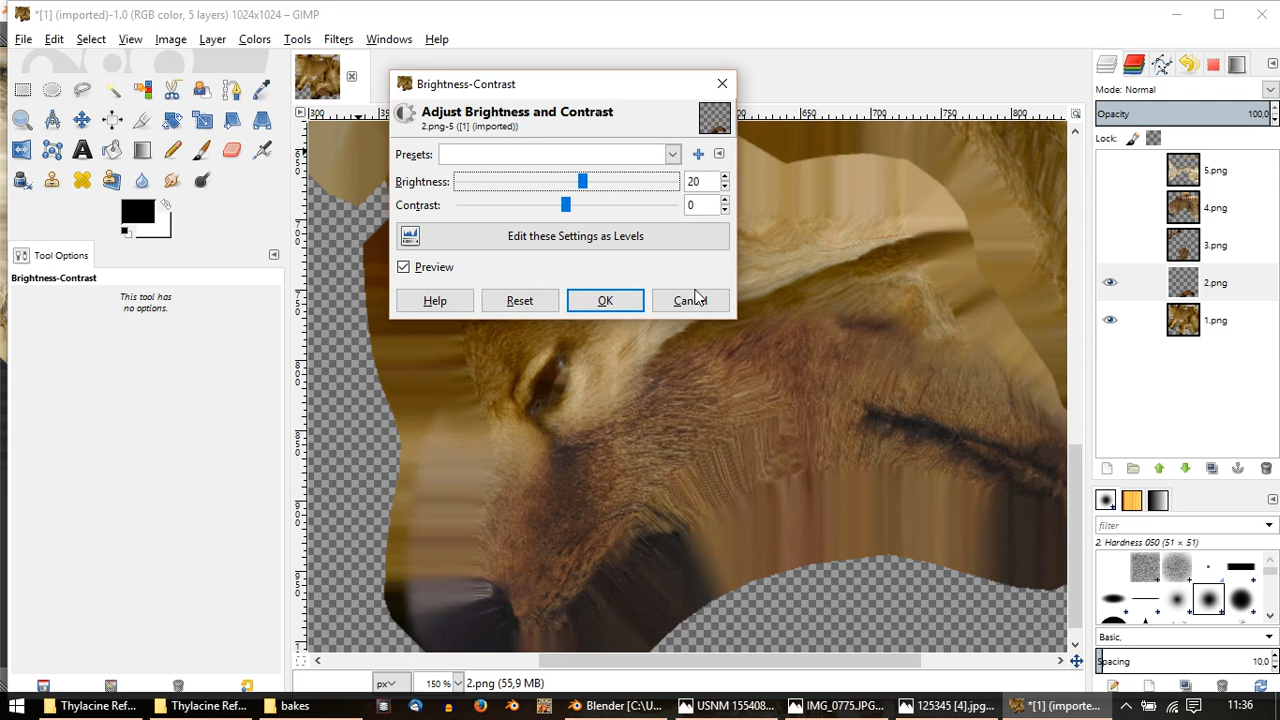 *[1] (imported)-1.0 (RGB color, 5 layers) 1024x1024 – GIMP
File Edit Select View Image Layer Colors Tools Filters Windows Help
Brightness-Contrast
Adjust Brightness and Contrast
2.png-5 ([1] (imported))
Presets:
Brightness: 20
Contrast: 0
Edit these Settings as Levels
Preview
Help Reset OK Cancel
Tool Options
Brightness-Contrast
This tool has
no options.
300 650 700 750 800
Mode: Normal
Opacity 100,0
Lock:
5.png
4.png
3.png
2.png
1.png
filter
2. Hardness 050 (51 × 51)
Basic,
Spacing 10,0
px 150 % 2.png (55,9 MB)
Thylacine Ref... Thylacine Ref... bakes Blender [C:\U... USNM 155408... IMG_0775.JPG... 125345 [4].jpg... *[1] (importe... 11:36